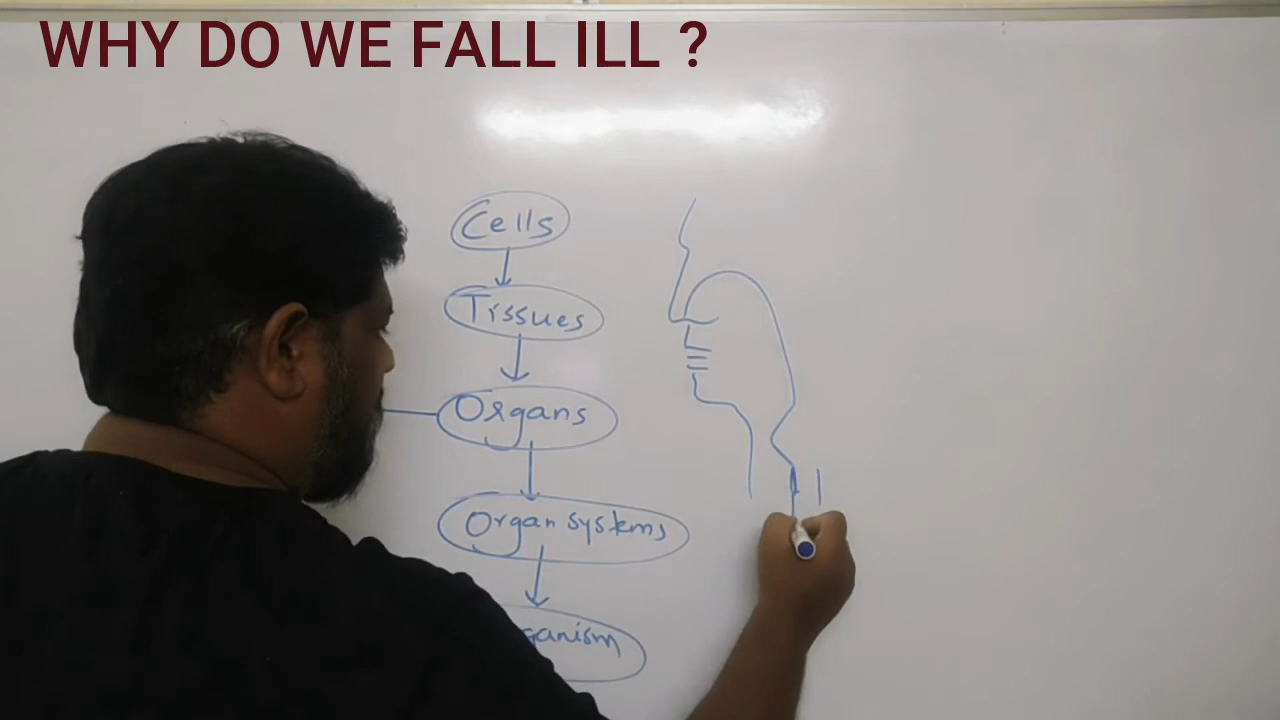 WHY DO WE FALL ILL ?
Cells
Tissues
Organs
Organ systems